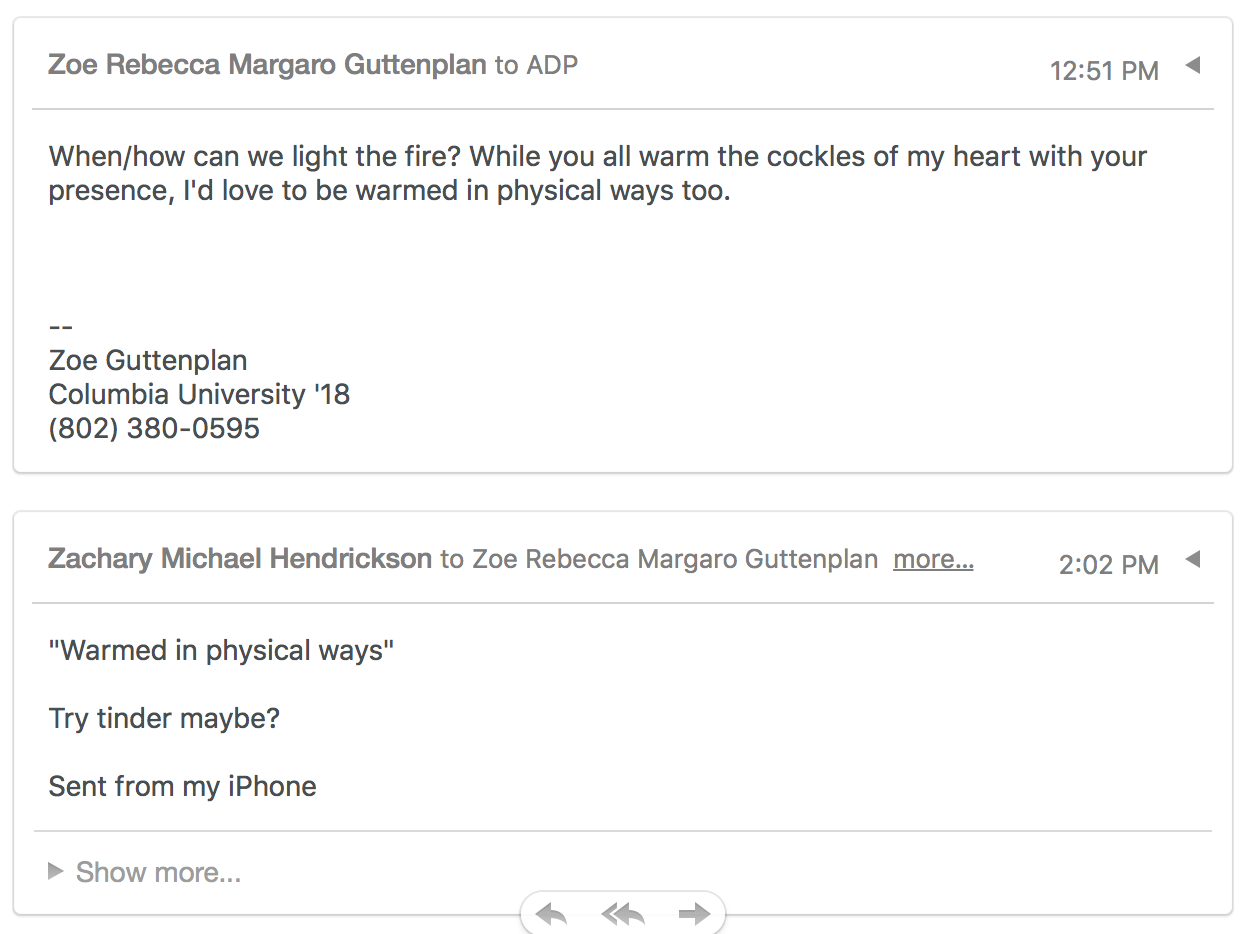 Zoe Rebecca Margaro Guttenplan to ADP 12:51 PM
When/how can we light the fire? While you all warm the cockles of my heart with your
presence, I'd love to be warmed in physical ways too.
--
Zoe Guttenplan
Columbia University '18
(802) 380-0595
Zachary Michael Hendrickson to Zoe Rebecca Margaro Guttenplan more... 2:02 PM
"Warmed in physical ways"
Try tinder maybe?
Sent from my iPhone
Show more...